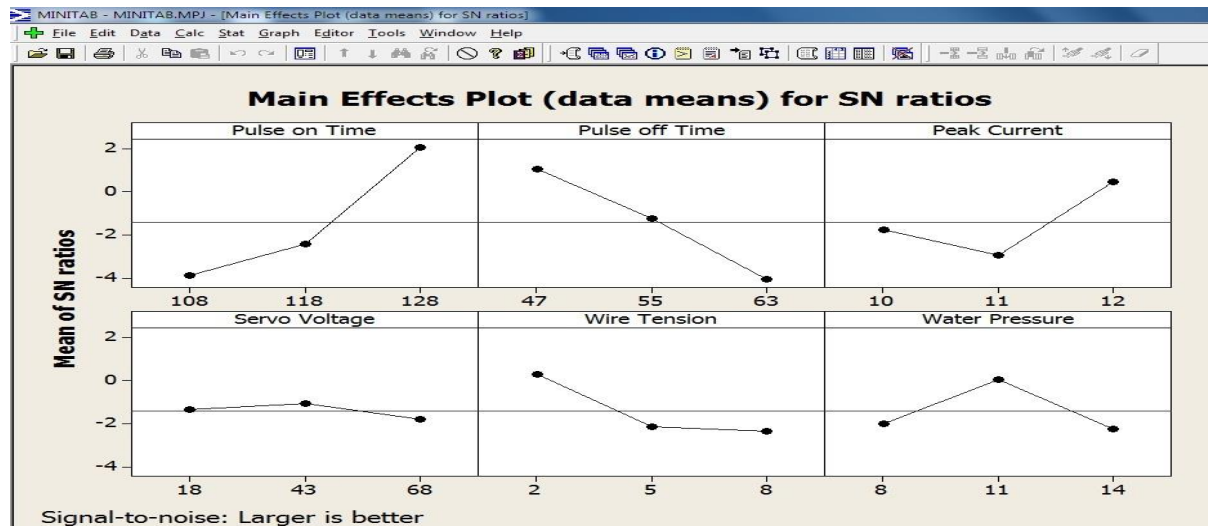 MINITAB - MINITAB.MPJ - [Main Effects Plot (data means) for SN ratios]
File Edit Data Calc Stat Graph Editor Tools Window Help
Main Effects Plot (data means) for SN ratios
Pulse on Time Pulse off Time Peak Current
2
0
-2
-4
108 118 128 47 55 63 10 11 12
Servo Voltage Wire Tension Water Pressure
2
0
-2
-4
18 43 68 2 5 8 8 11 14
Mean of SN ratios
Signal-to-noise: Larger is better